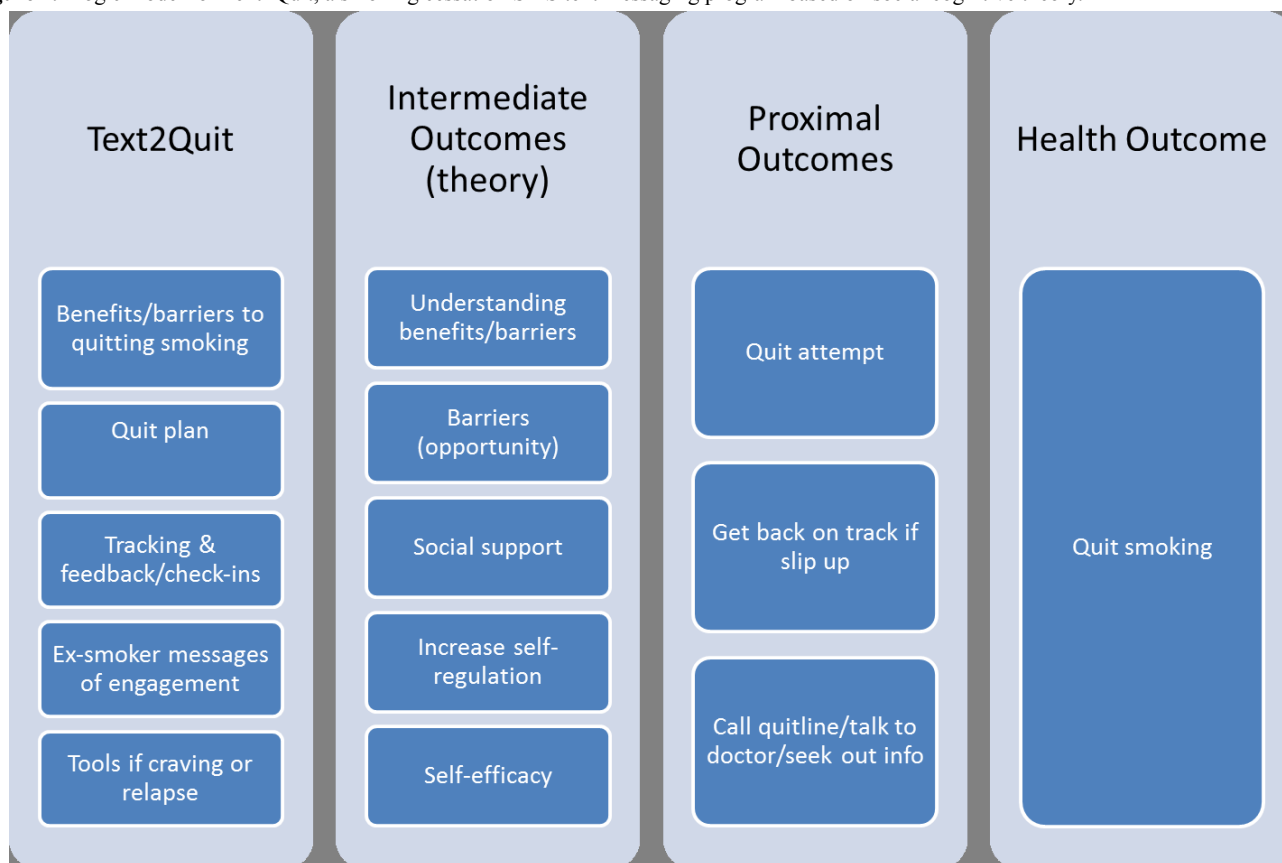 Text2Quit
Benefits/barriers to
quitting smoking
Quit plan
Tracking &
feedback/check-ins
Ex-smoker messages
of engagement
Tools if craving or
relapse
Intermediate
Outcomes
(theory)
Understanding
benefits/barriers
Barriers
(opportunity)
Social support
Increase self-
regulation
Self-efficacy
Proximal
Outcomes
Quit attempt
Get back on track if
slip up
Call quitline/talk to
doctor/seek out info
Health Outcome
Quit smoking